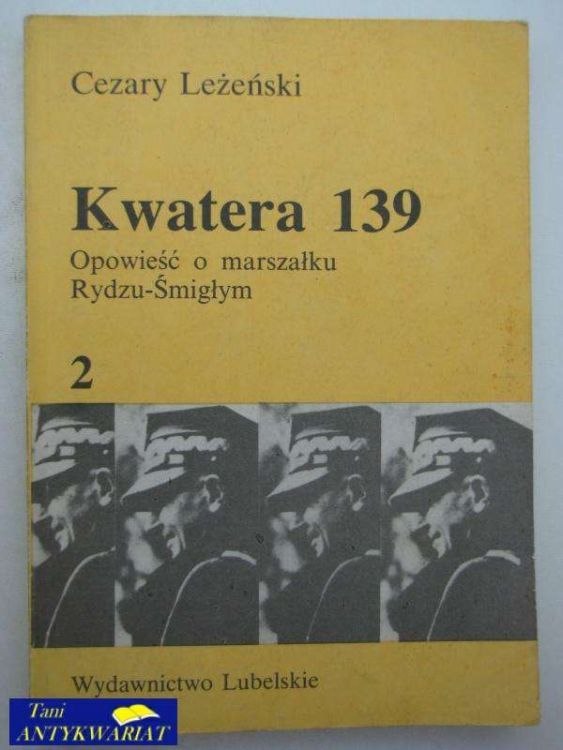 Cezary Leżeński
Kwatera 139
Opowieść o marszałku
Rydzu-Śmigłym
2
Wydawnictwo Lubelskie
Tani
ANTYKWARIAT